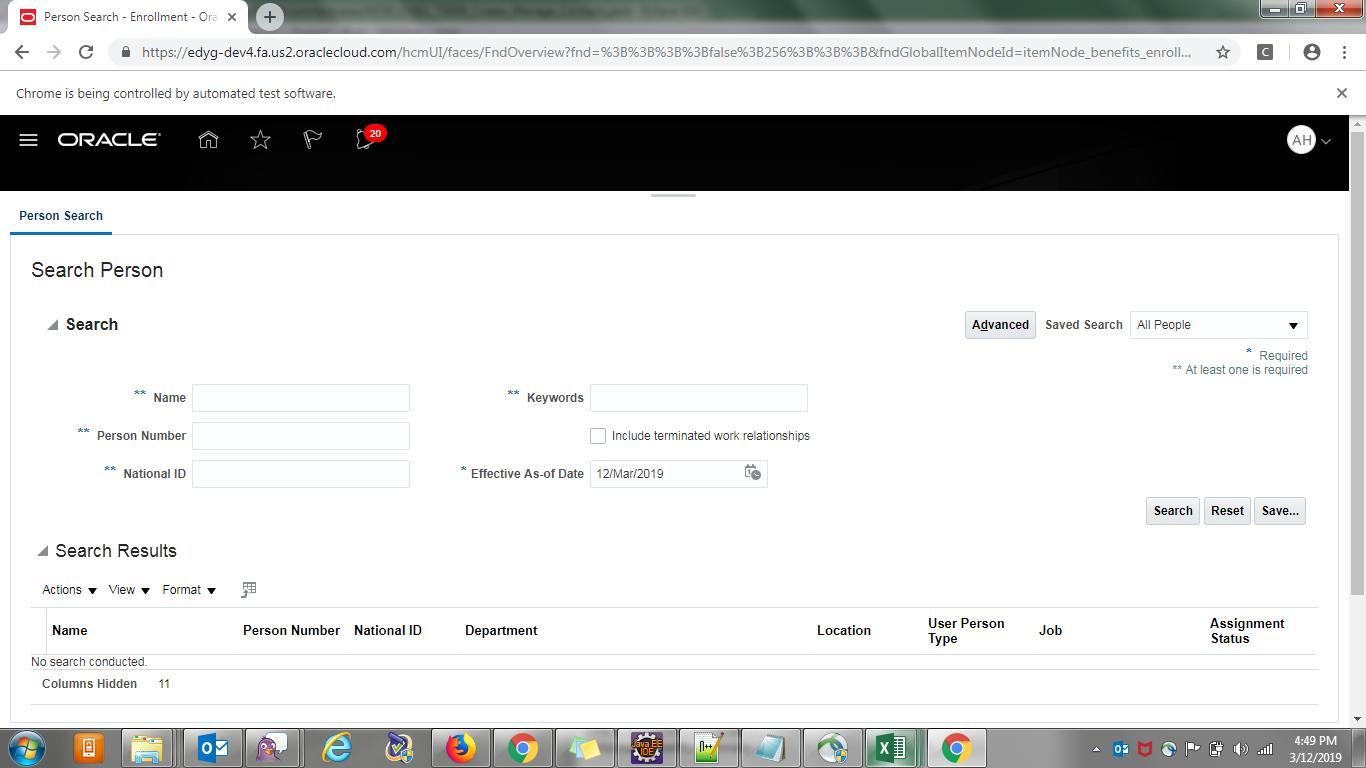 Person Search - Enrollment - Ora
https://edyg-dev4.fa.us2.oraclecloud.com/hcmUI/faces/FndOverview?fnd=%3B%3B%3B%3Bfalse%3B256%3B%3B%3B&fndGlobalItemNodeId=itemNode_benefits_enroll...
C
Chrome is being controlled by automated test software.
ORACLE
20
AH
Person Search
Search Person
Search
Advanced Saved Search All People
* Required
** At least one is required
** Name
** Keywords
** Person Number
Include terminated work relationships
** National ID
* Effective As-of Date 12/Mar/2019
Search Reset Save...
Search Results
Actions View Format
Name Person Number National ID Department Location User Person Type Job Assignment Status
No search conducted.
Columns Hidden 11
Java EE IDE
4:49 PM
3/12/2019